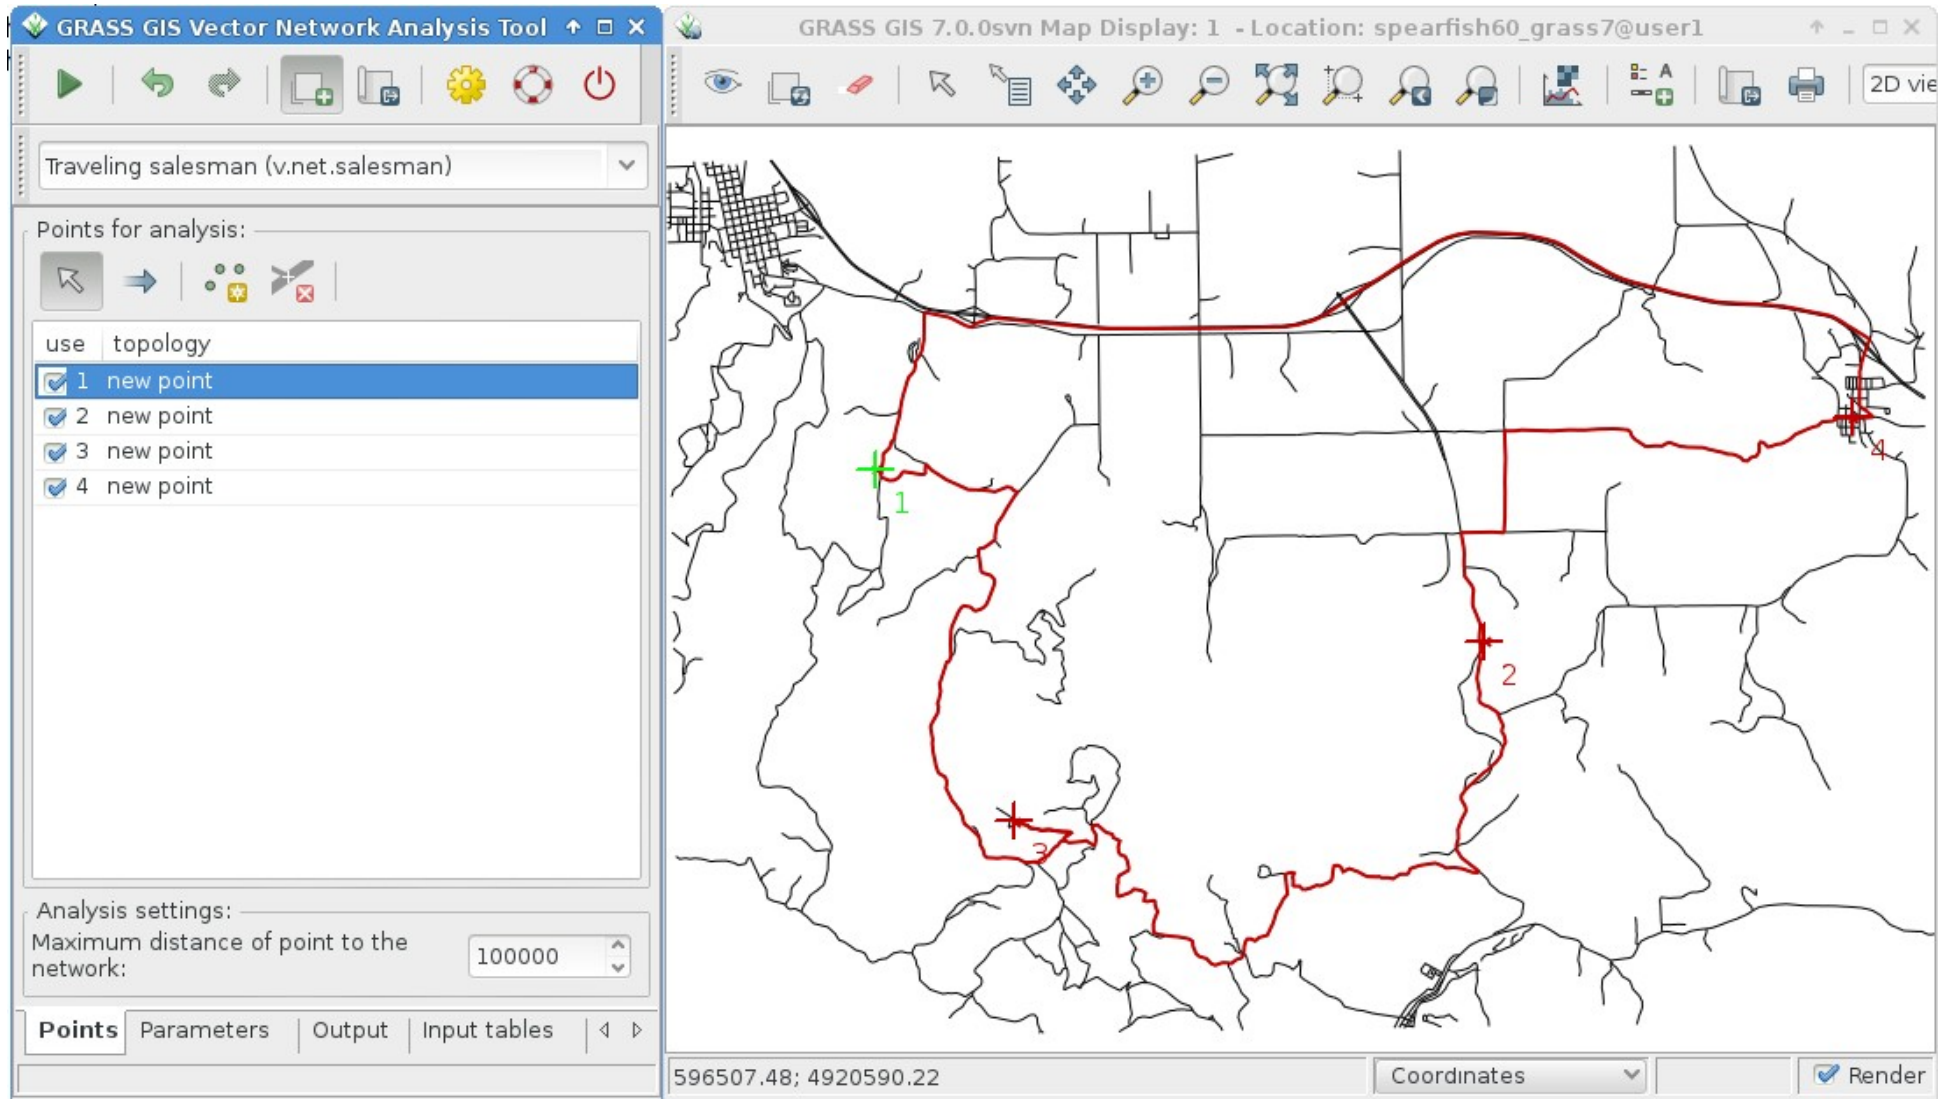 GRASS GIS Vector Network Analysis Tool
GRASS GIS 7.0.0svn Map Display: 1 - Location: spearfish60_grass7@user1
A
2D vie
Traveling salesman (v.net.salesman)
Points for analysis:
use topology
1 new point
2 new point
3 new point
4 new point
1
2
3
4
Analysis settings:
Maximum distance of point to the
network:
100000
Points Parameters Output Input tables
596507.48; 4920590.22
Coordinates
Render